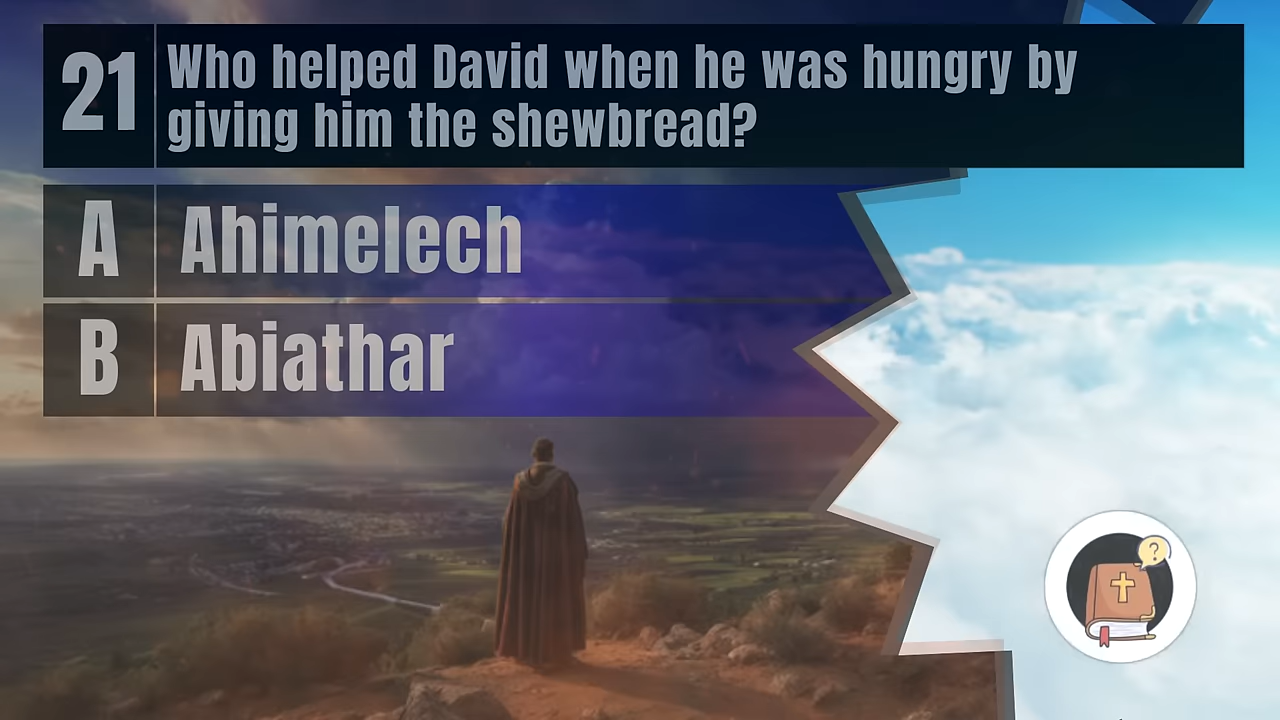 21
Who helped David when he was hungry by
giving him the shewbread?
A
Ahimelech
B
Abiathar
?